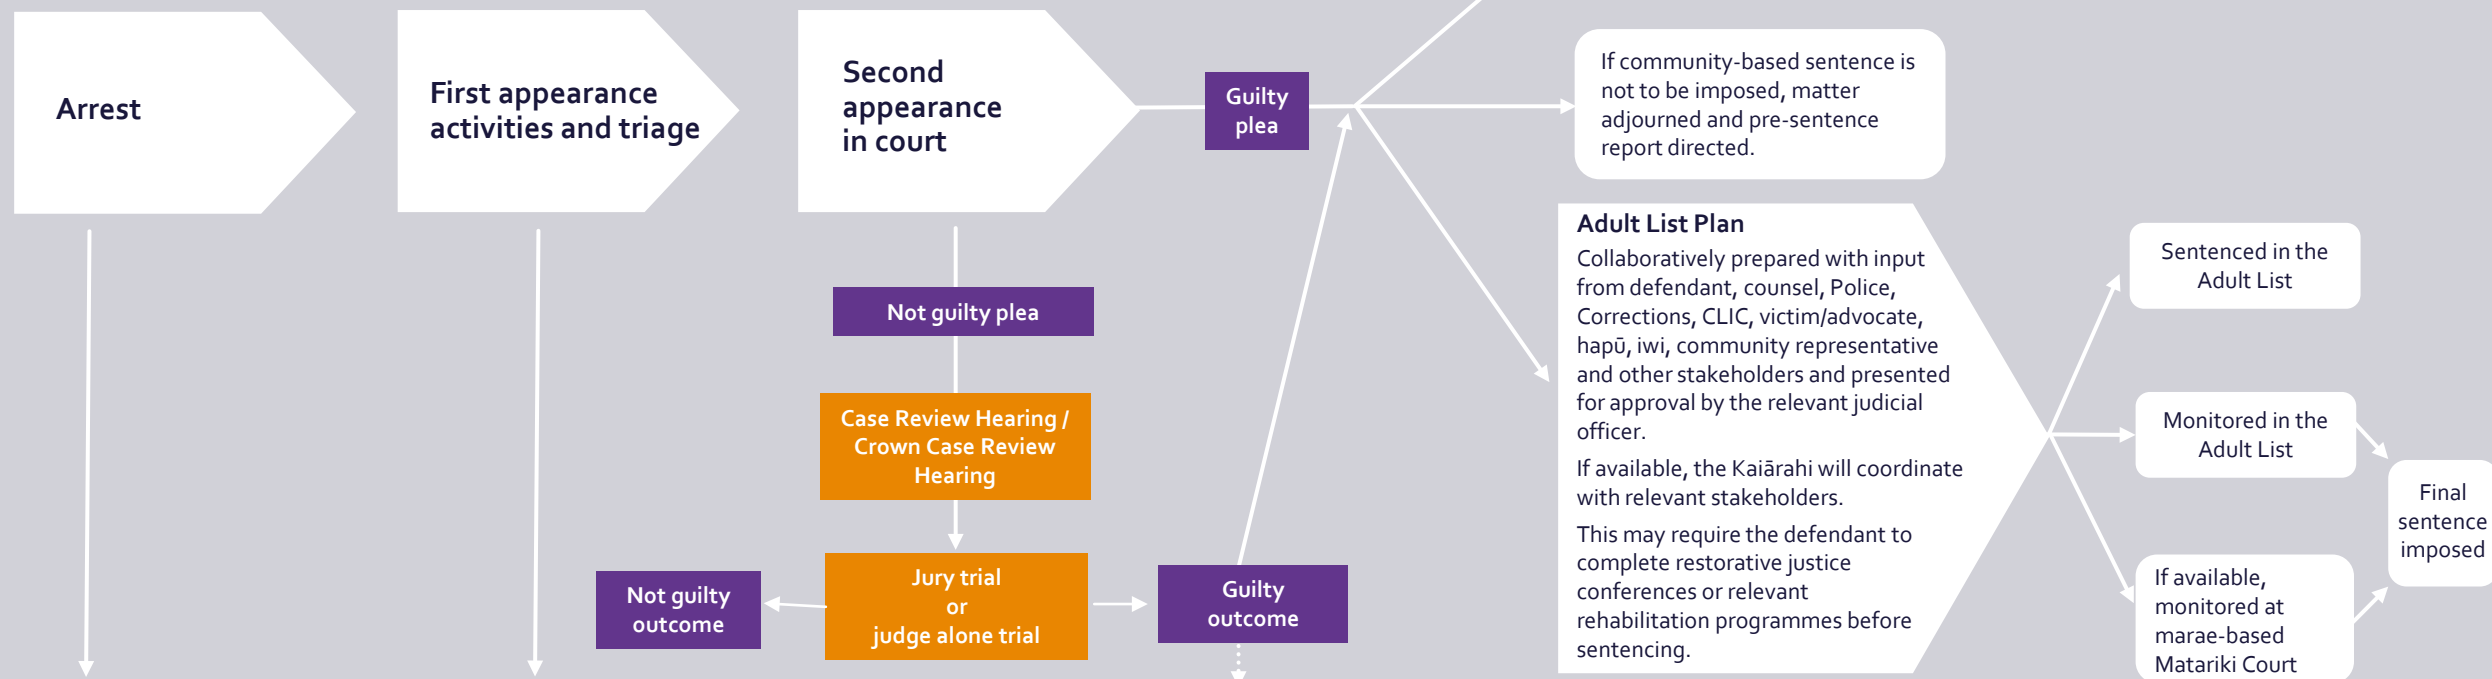 Arrest
First appearance
activities and triage
Second
appearance
in court
Guilty
plea
If community-based sentence is
not to be imposed, matter
adjourned and pre-sentence
report directed.
Not guilty plea
Case Review Hearing /
Crown Case Review
Hearing
Jury trial
or
judge alone trial
Not guilty
outcome
Guilty
outcome
Adult List Plan
Collaboratively prepared with input
from defendant, counsel, Police,
Corrections, CLIC, victim/advocate,
hapū, iwi, community representative
and other stakeholders and presented
for approval by the relevant judicial
officer.
If available, the Kaiārahi will coordinate
with relevant stakeholders.
This may require the defendant to
complete restorative justice
conferences or relevant
rehabilitation programmes before
sentencing.
Sentenced in the
Adult List
Monitored in the
Adult List
If available,
monitored at
marae-based
Matariki Court
Final
sentence
imposed